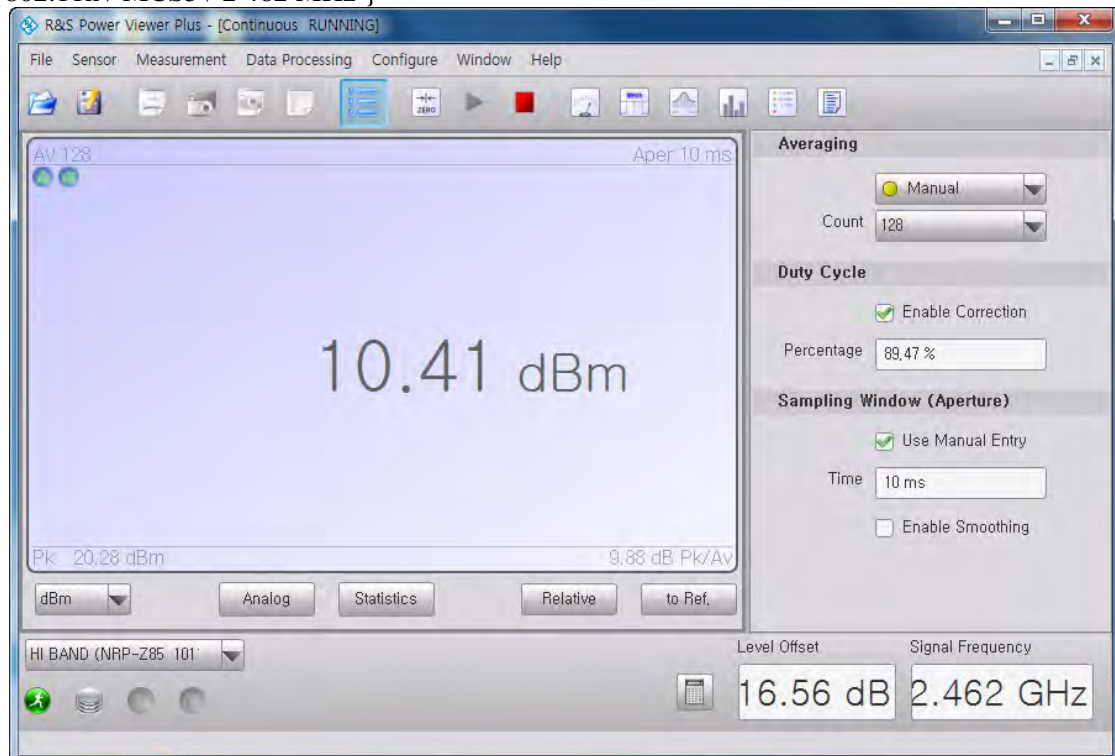 R&S Power Viewer Plus - [Continuous RUNNING]
File Sensor Measurement Data Processing Configure Window Help
ZERO
Av 128
Aper 10 ms
10.41 dBm
Pk 20,28 dBm
9,88 dB Pk/Av
dBm
Analog
Statistics
Relative
to Ref,
Averaging
Manual
Count 128
Duty Cycle
Enable Correction
Percentage 89,47 %
Sampling Window (Aperture)
Use Manual Entry
Time 10 ms
Enable Smoothing
HI BAND (NRP-Z85 101
Level Offset
16.56 dB
Signal Frequency
2.462 GHz